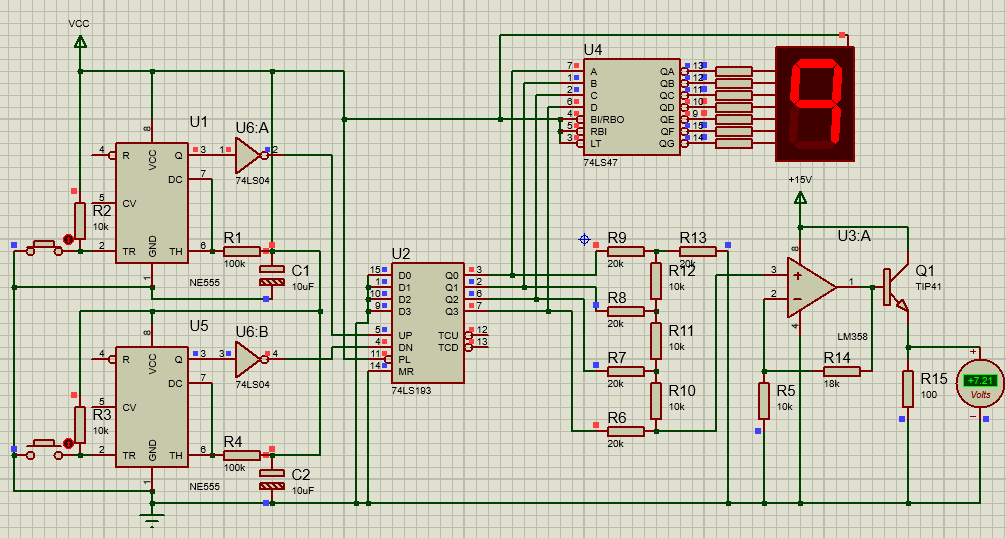 VCC
U1
4 R
VCC
8
Q 3
DC 7
5 CV
2 TR
GND
1
TH 6
NE555
U6:A
1 2
74LS04
R2
10k
R1
100k
C1
10uF
U5
4 R
VCC
8
Q 3
DC 7
5 CV
2 TR
GND
1
TH 6
NE555
U6:B
3 4
74LS04
R3
10k
R4
100k
C2
10uF
U2
15 D0 Q0 3
1 D1 Q1 2
10 D2 Q2 6
9 D3 Q3 7
5 UP TCU 12
4 DN TCD 13
11 PL
14 MR
74LS193
U4
7 A QA 13
1 B QB 12
2 C QC 11
6 D QD 10
4 BI/RBO QE 9
5 RBI QF 15
3 LT QG 14
74LS47
R9
20k
R13
20k
R12
10k
R8
20k
R11
10k
R7
20k
R10
10k
R6
20k
+15V
U3:A
8
3
2
1
4
LM358
Q1
TIP41
R14
18k
R5
10k
R15
100
+7.21
Volts